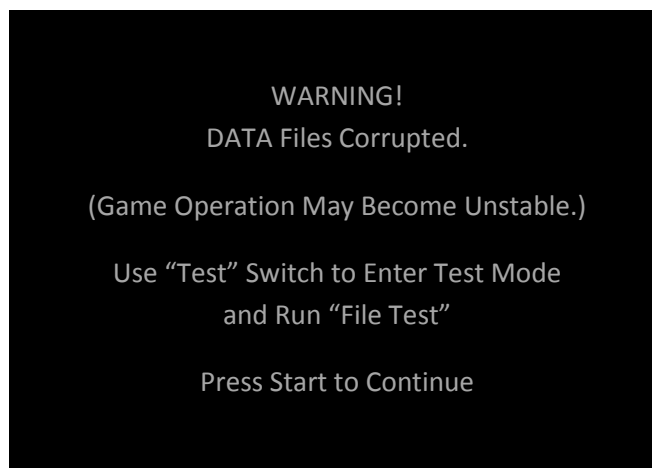 WARNING!
DATA Files Corrupted.
(Game Operation May Become Unstable.)
Use “Test” Switch to Enter Test Mode
and Run “File Test”
Press Start to Continue